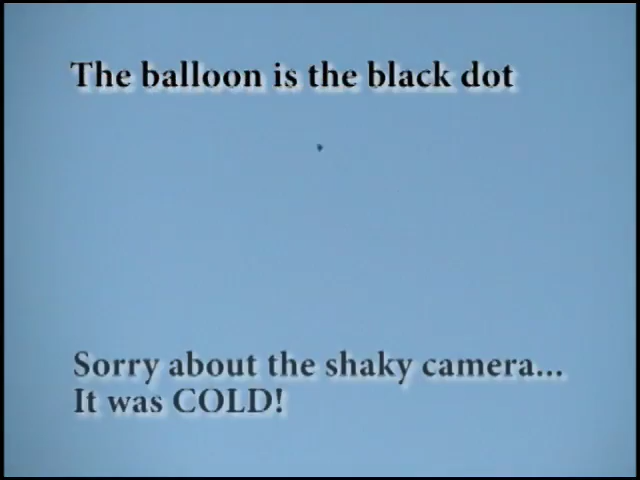 The balloon is the black dot
Sorry about the shaky camera...
It was COLD!